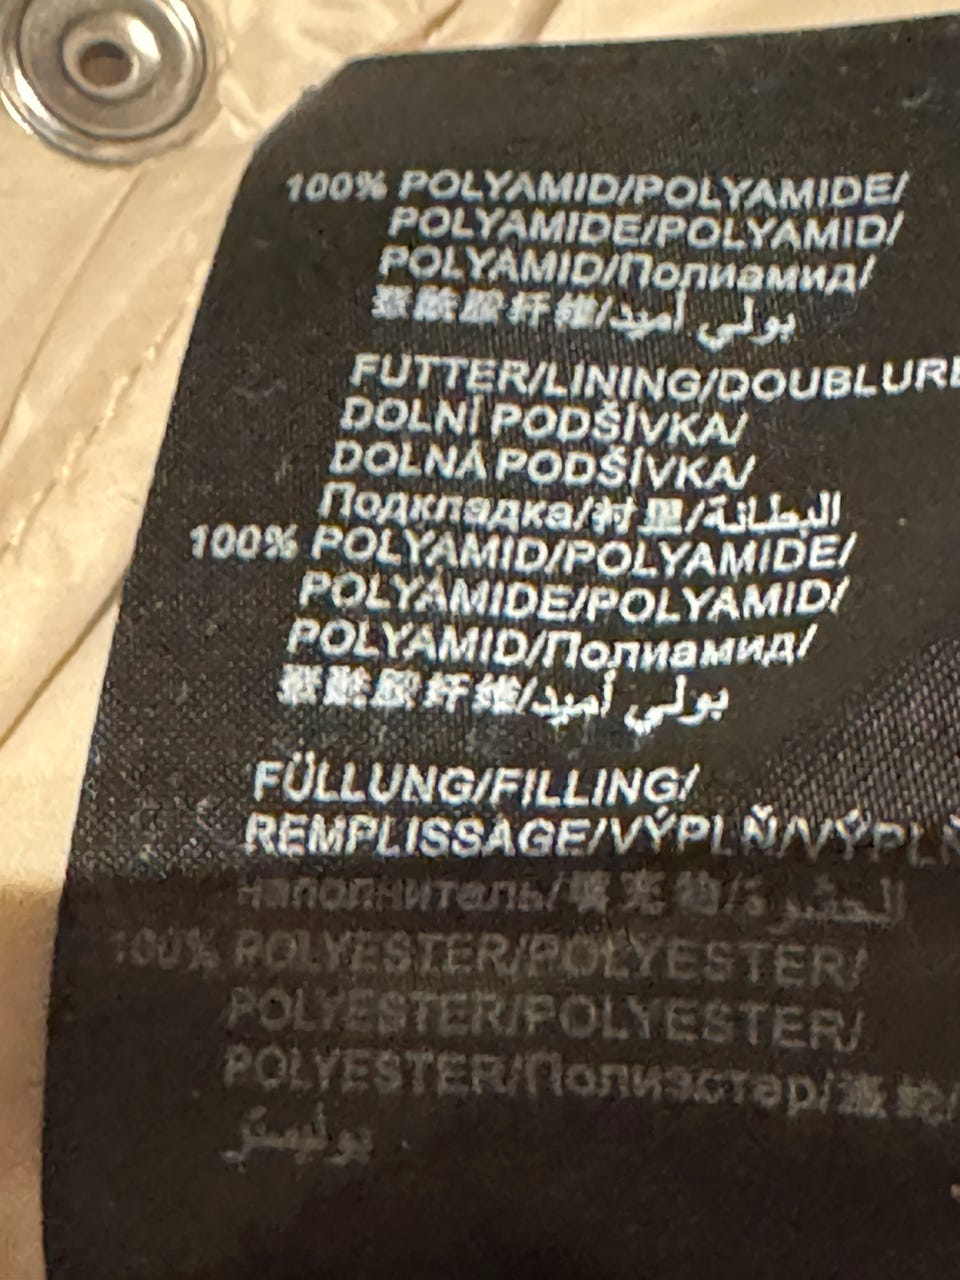 100% POLYAMID/POLYAMIDE/
POLYAMIDE/POLYAMID/
POLYAMID/Полиамид/
聚酰胺纤维/بولي أميد
FUTTER/LINING/DOUBLURE
DOLNÍ PODŠÍVKA/
DOLNÁ PODŠÍVKA/
Подкладка/衬里/البطانة
100% POLYAMID/POLYAMIDE/
POLYAMIDE/POLYAMID/
POLYAMID/Полиамид/
聚酰胺纤维/بولي أميد
FÜLLUNG/FILLING/
REMPLISSAGE/VÝPLŇ/VÝPLŇ
наполнитель/填充物/الحشوة
100% POLYESTER/POLYESTER/
POLYESTER/POLYESTER/
POLYESTER/Полиэстер/